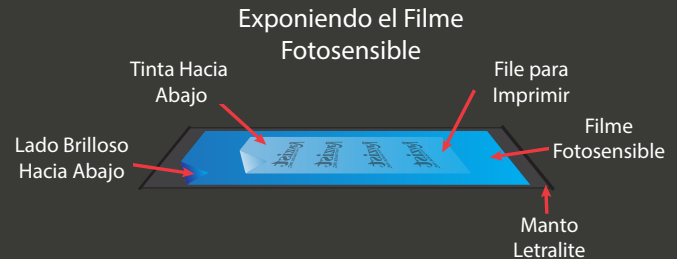 Exponiendo el Filme
Fotosensible
Tinta Hacia
Abajo
File para
Imprimir
Lado Brilloso
Hacia Abajo
Filme
Fotosensible
Manto
Letralite